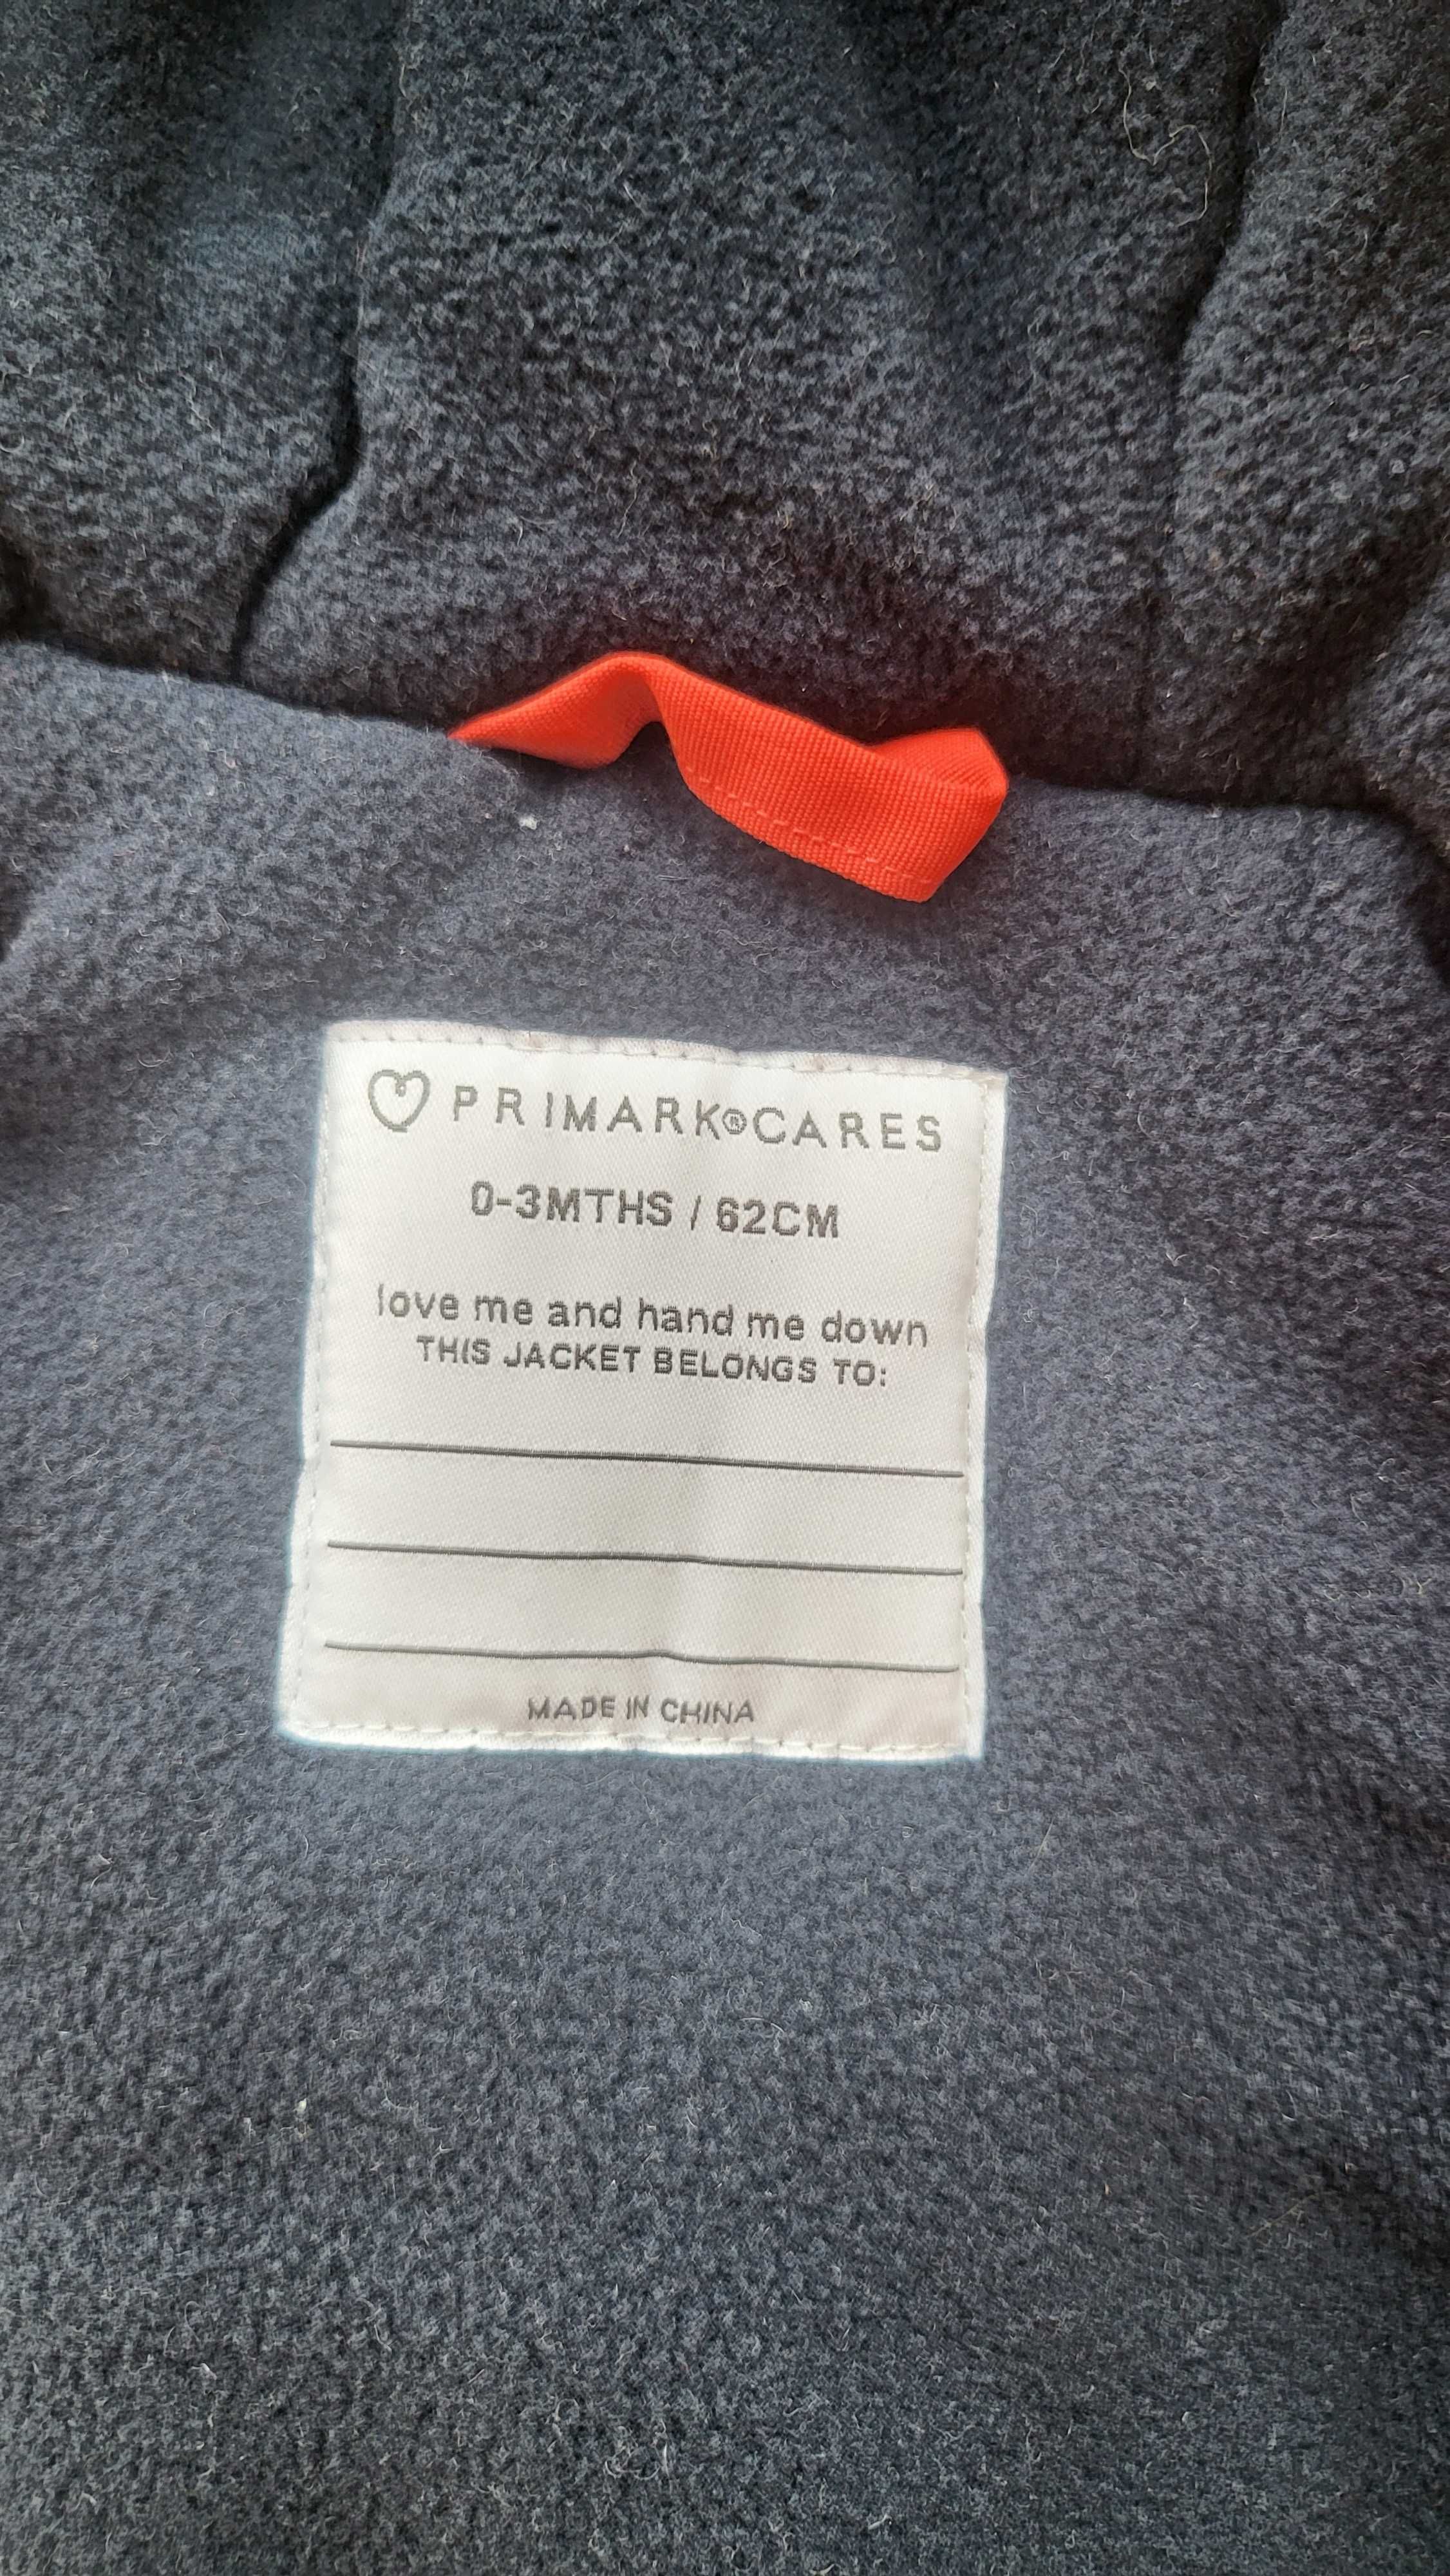 PRIMARK®CARES
0-3MTHS / 62CM
love me and hand me down
THIS JACKET BELONGS TO:
MADE IN CHINA